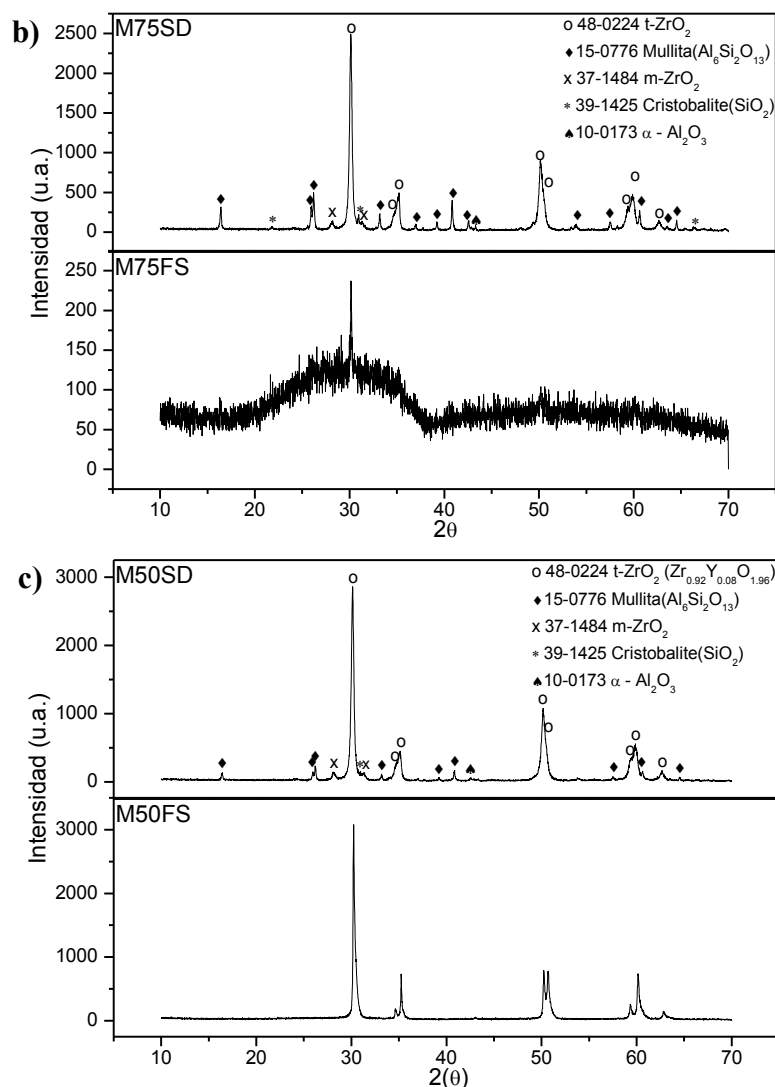 b)
M75SD
o 48-0224 t-ZrO2
♦ 15-0776 Mullita(Al6Si2O13)
x 37-1484 m-ZrO2
* 39-1425 Cristobalite(SiO2)
♠ 10-0173 α - Al2O3
2500
2000
1500
1000
500
0
Intensidad (u.a.)
M75FS
250
200
150
100
50
0
10 20 30 40 50 60 70
2θ
c)
M50SD
o 48-0224 t-ZrO2 (Zr0.92Y0.08O1.96)
♦ 15-0776 Mullita(Al6Si2O13)
x 37-1484 m-ZrO2
* 39-1425 Cristobalite(SiO2)
♠ 10-0173 α - Al2O3
3000
2000
1000
0
Intensidad (u.a.)
M50FS
3000
2000
1000
0
10 20 30 40 50 60 70
2(θ)